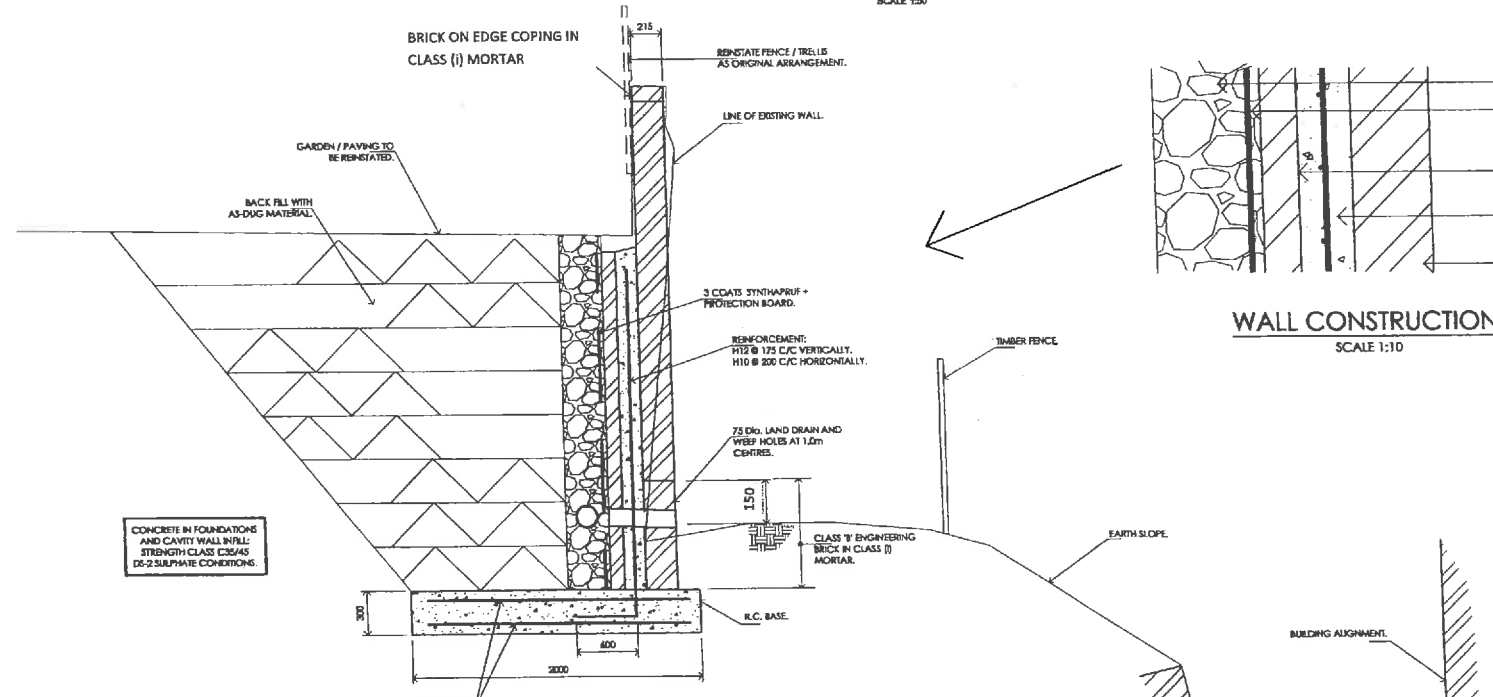 SCALE 1:50
BRICK ON EDGE COPING IN
CLASS (i) MORTAR
215
REINSTATE FENCE / TRELLIS
AS ORIGINAL ARRANGEMENT.
LINE OF EXISTING WALL.
GARDEN / PAVING TO
BE REINSTATED.
BACK FILL WITH
AS-DUG MATERIAL.
3 COATS SYNTHAPRUF +
PROTECTION BOARD.
REINFORCEMENT:
H12 @ 175 C/C VERTICALLY.
H10 @ 200 C/C HORIZONTALLY.
WALL CONSTRUCTION
SCALE 1:10
TIMBER FENCE.
75 Dia. LAND DRAIN AND
WEEP HOLES AT 1.0m
CENTRES.
150
CLASS 'B' ENGINEERING
BRICK IN CLASS (i)
MORTAR.
EARTH SLOPE.
CONCRETE IN FOUNDATIONS
AND CAVITY WALL INFILL:
STRENGTH CLASS C35/45
DS-2 SULPHATE CONDITIONS.
300
R.C. BASE.
600
2000
BUILDING ALIGNMENT.